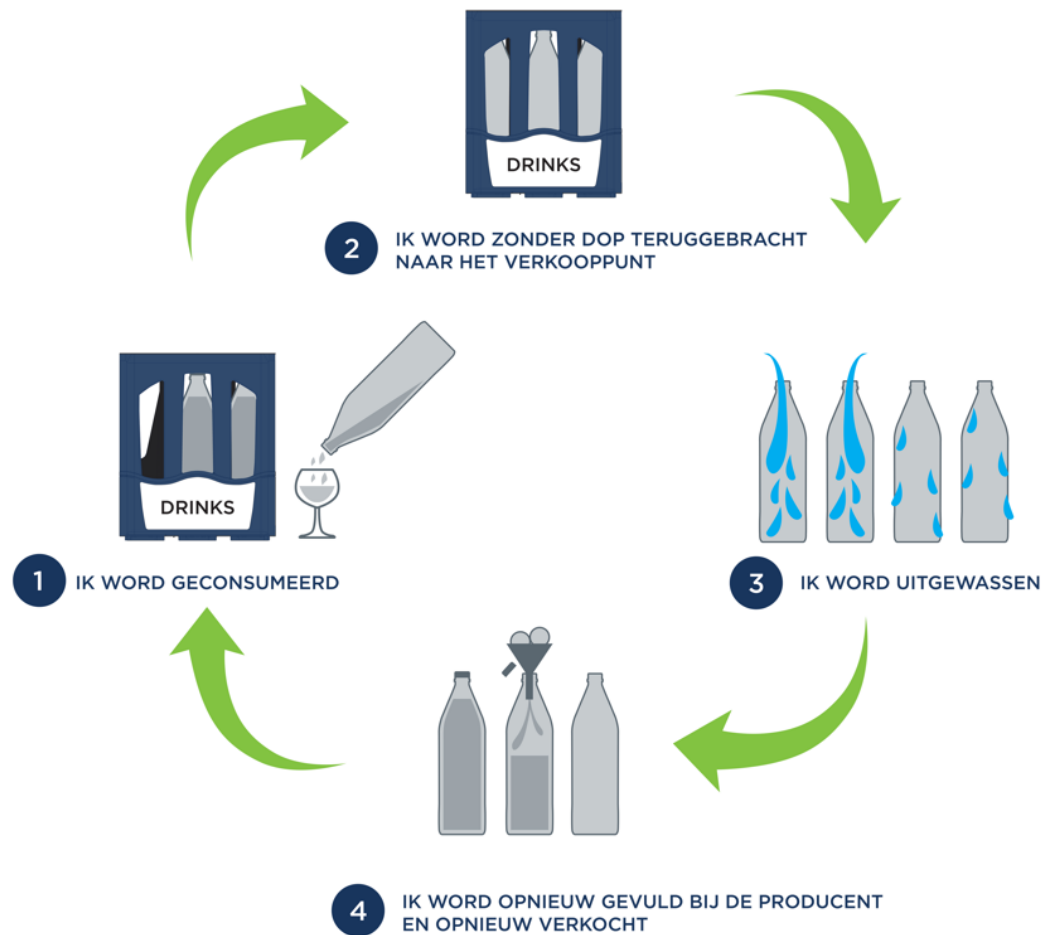 DRINKS
2
IK WORD ZONDER DOP TERUGGEBRACHT
NAAR HET VERKOOPPUNT
DRINKS
1
IK WORD GECONSUMEERD
3
IK WORD UITGEWASSEN
4
IK WORD OPNIEUW GEVULD BIJ DE PRODUCENT
EN OPNIEUW VERKOCHT